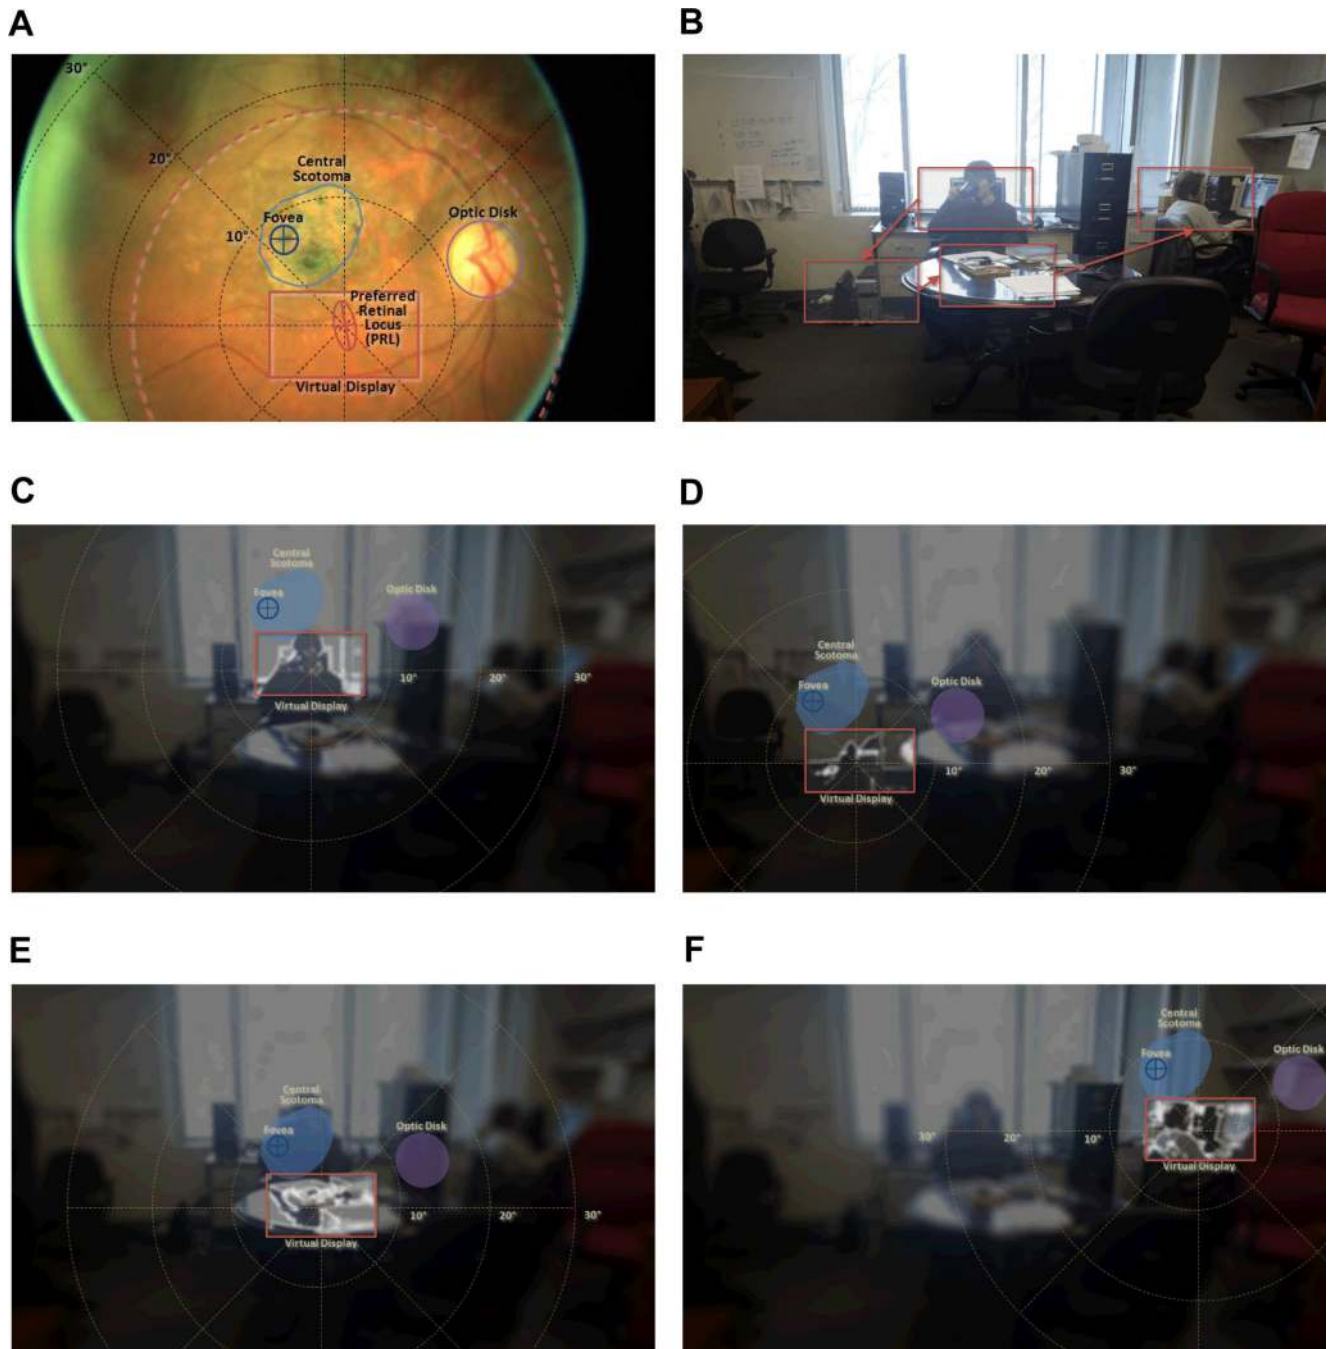 A
30°
20°
Central
Scotoma
Fovea
10°
Optic Disk
Preferred
Retinal
Locus
(PRL)
Virtual Display
B
C
Central
Scotoma
Fovea
Optic Disk
10°
20°
30°
Virtual Display
D
Central
Scotoma
Fovea
Optic Disk
10°
20°
30°
Virtual Display
E
Central
Scotoma
Fovea
Optic Disk
10°
20°
30°
Virtual Display
F
Central
Scotoma
Fovea
Optic Disk
30°
20°
10°
Virtual Display